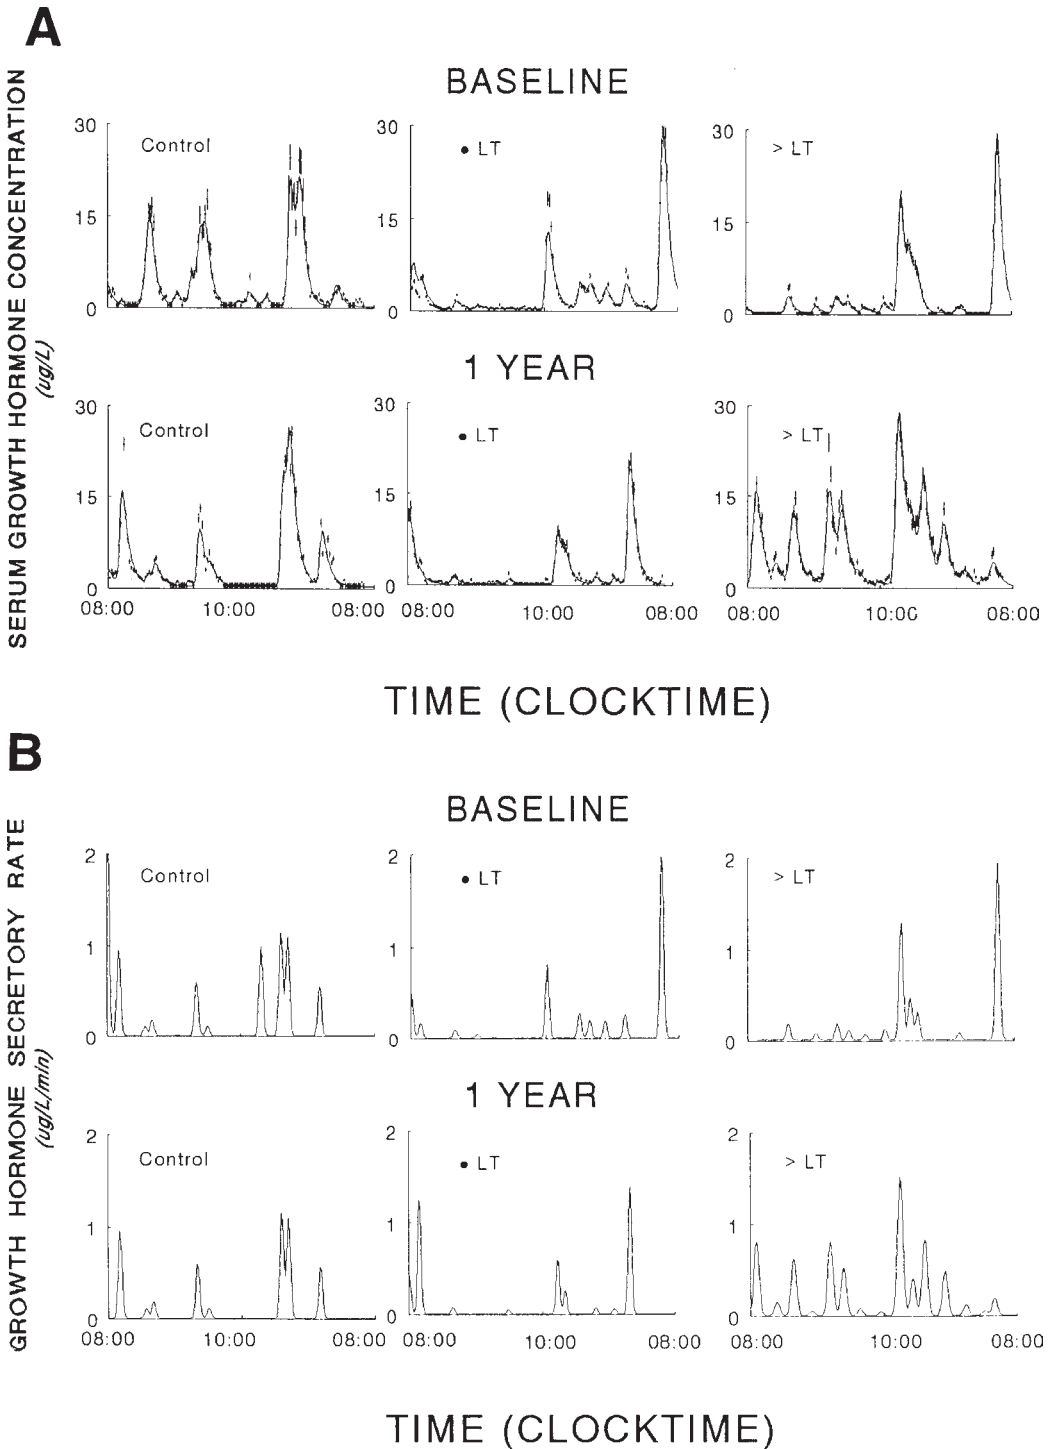 A
BASELINE
SERUM GROWTH HORMONE CONCENTRATION
(ug/L)
30
15
0
Control
30
15
0
• LT
30
15
0
> LT
1 YEAR
30
15
0
Control
08:00 10:00 08:00
30
15
0
• LT
08:00 10:00 08:00
30
15
0
> LT
08:00 10:00 08:00
TIME (CLOCKTIME)
B
BASELINE
GROWTH HORMONE SECRETORY RATE
(ug/L/min)
2
1
0
Control
2
1
0
• LT
2
1
0
> LT
1 YEAR
2
1
0
Control
08:00 10:00 08:00
2
1
0
• LT
08:00 10:00 08:00
2
1
0
> LT
08:00 10:00 08:00
TIME (CLOCKTIME)